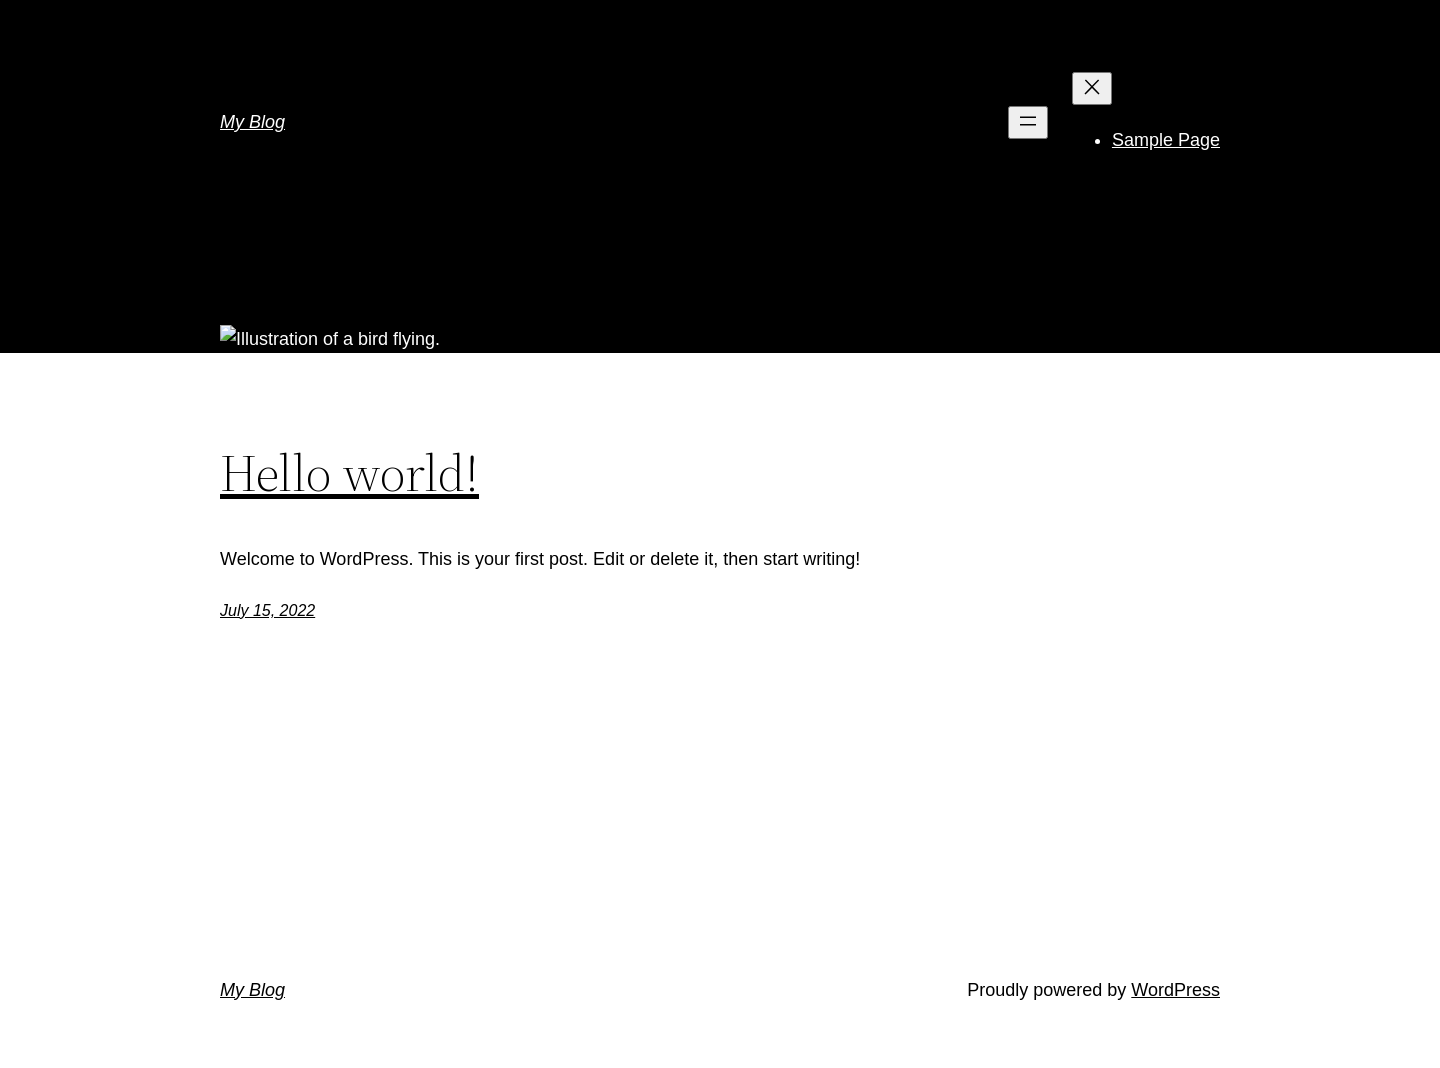 My Blog
Sample Page
Illustration of a bird flying.
Hello world!
Welcome to WordPress. This is your first post. Edit or delete it, then start writing!
July 15, 2022
My Blog
Proudly powered by WordPress